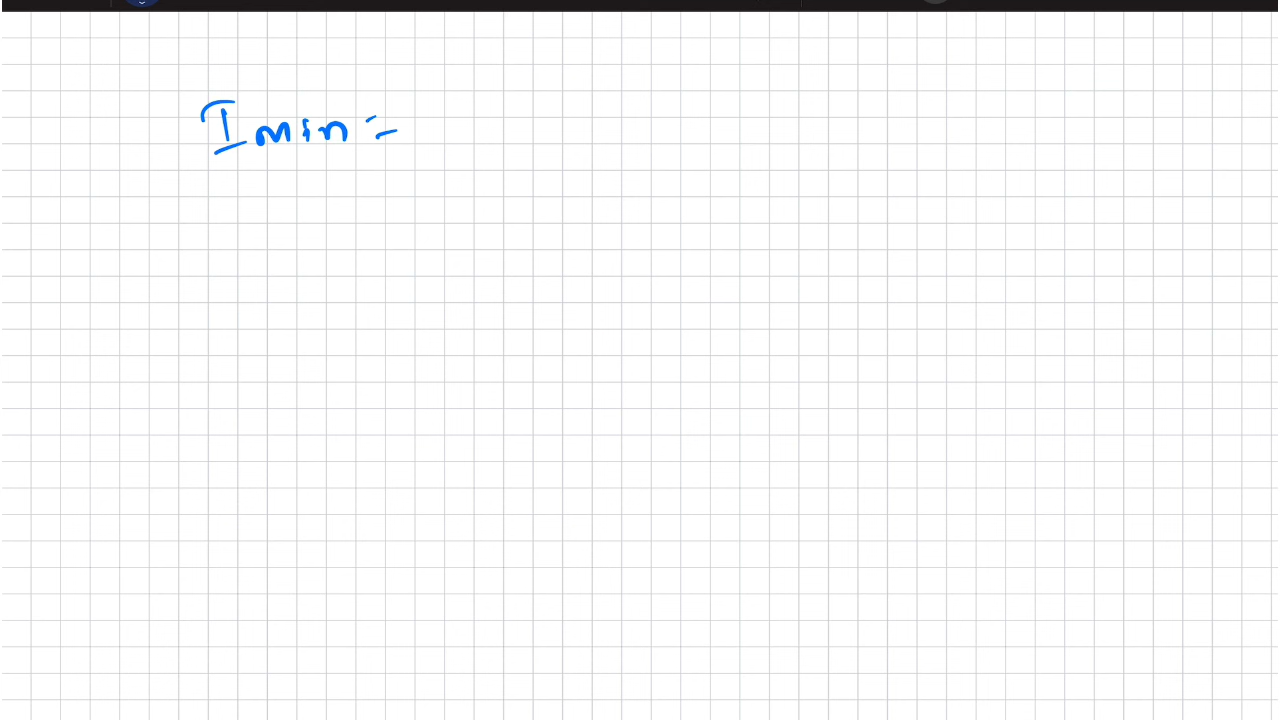 Imin =